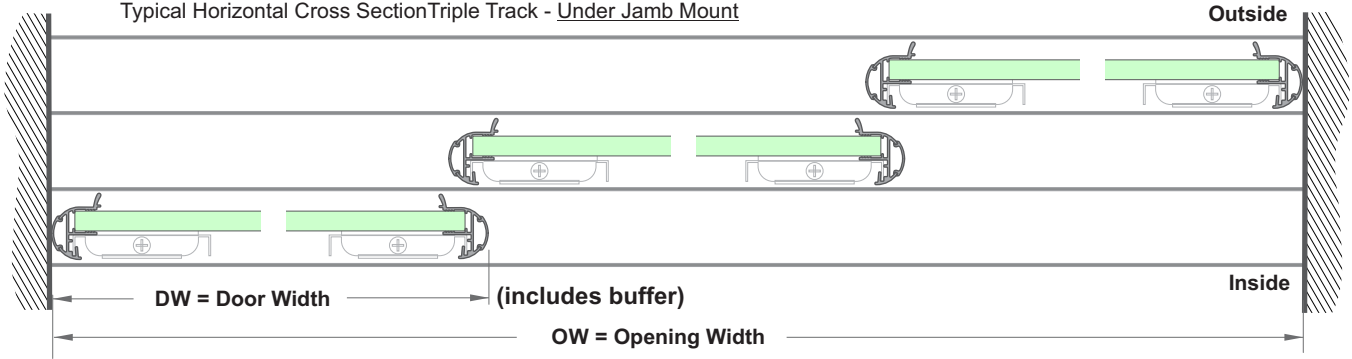 Typical Horizontal Cross SectionTriple Track - Under Jamb Mount
Outside
Inside
DW = Door Width (includes buffer)
OW = Opening Width